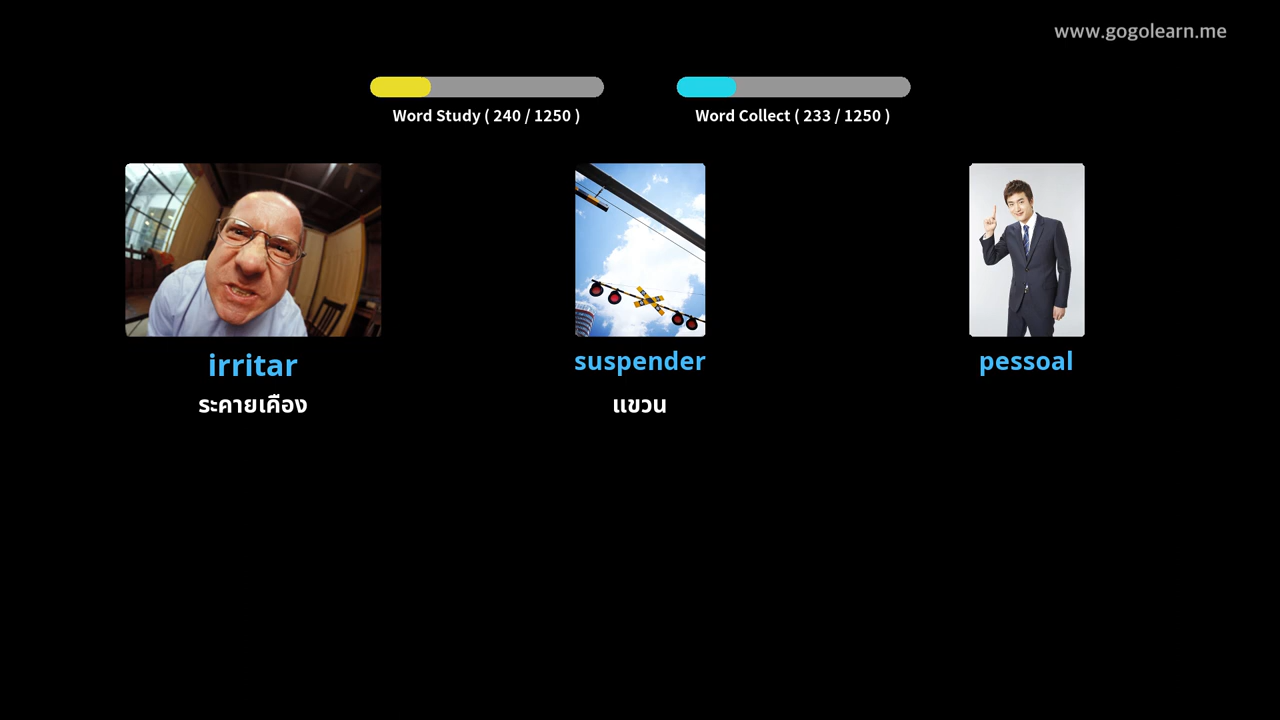 www.gogolearn.me
Word Study ( 240 / 1250 )
Word Collect ( 233 / 1250 )
irritar
suspender
pessoal
ระคายเคือง
แขวน